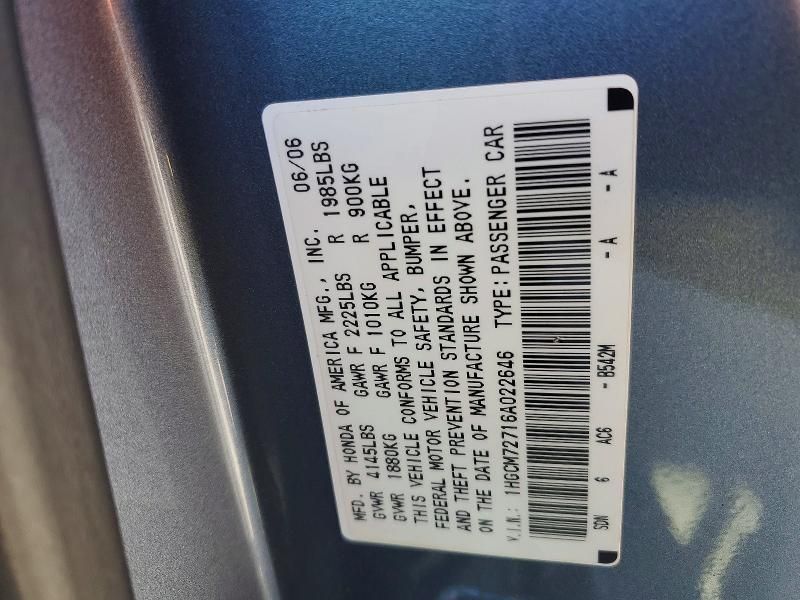 MFD. BY HONDA OF AMERICA MFG., INC. 06/06
GVWR 4145LBS GAWR F 2225LBS R 1985LBS
GVWR 1880KG GAWR F 1010KG R 900KG
THIS VEHICLE CONFORMS TO ALL APPLICABLE
FEDERAL MOTOR VEHICLE SAFETY, BUMPER,
AND THEFT PREVENTION STANDARDS IN EFFECT
ON THE DATE OF MANUFACTURE SHOWN ABOVE.
V.I.N.: 1HGCM72716A022646 TYPE: PASSENGER CAR
SDN 6 AC6 - B542M - A - A